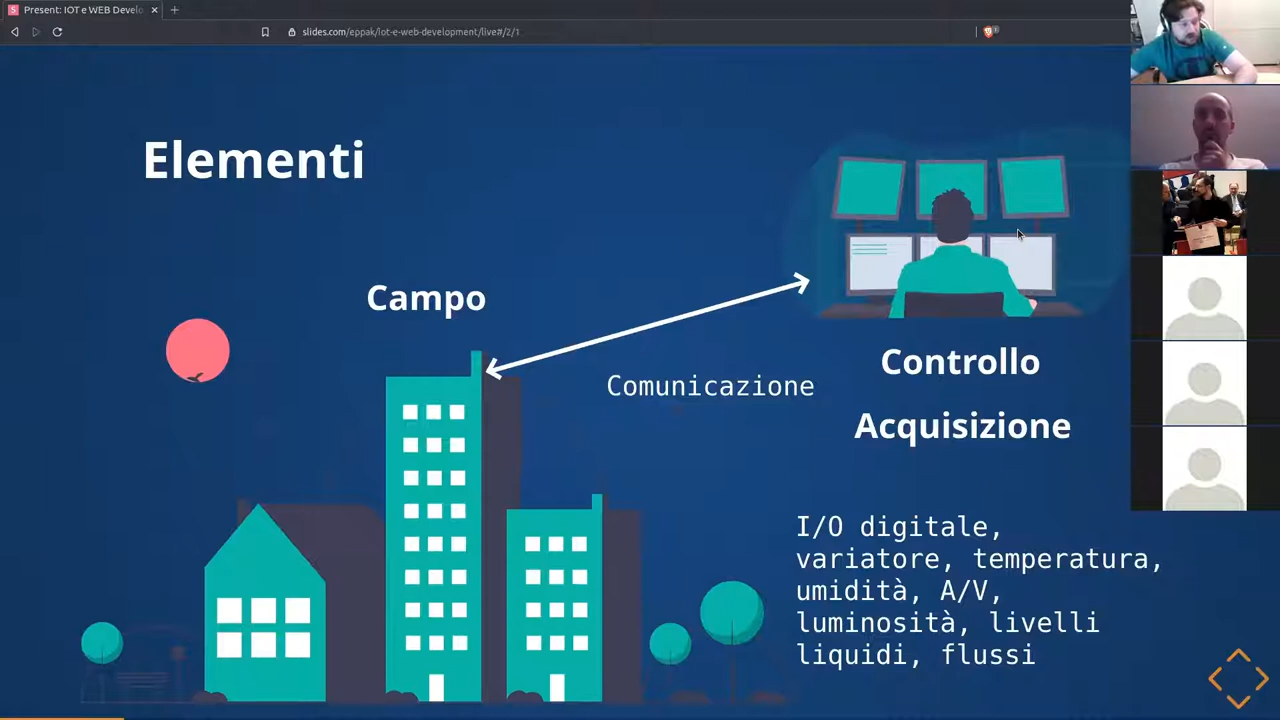 Present: IOT e WEB Develo
slides.com/eppak/iot-e-web-development/live#/2/1
Elementi
Campo
Comunicazione
Controllo
Acquisizione
I/O digitale,
variatore, temperatura,
umidità, A/V,
luminosità, livelli
liquidi, flussi